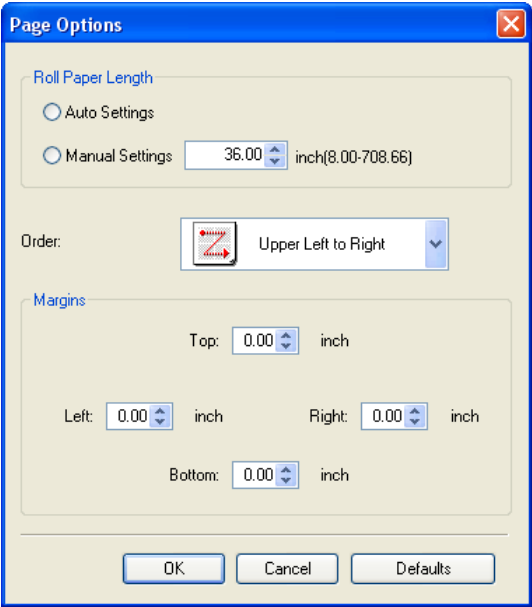 Page Options
Roll Paper Length
Auto Settings
Manual Settings 36.00 inch(8.00-708.66)
Order: Upper Left to Right
Margins
Top: 0.00 inch
Left: 0.00 inch Right: 0.00 inch
Bottom: 0.00 inch
OK Cancel Defaults